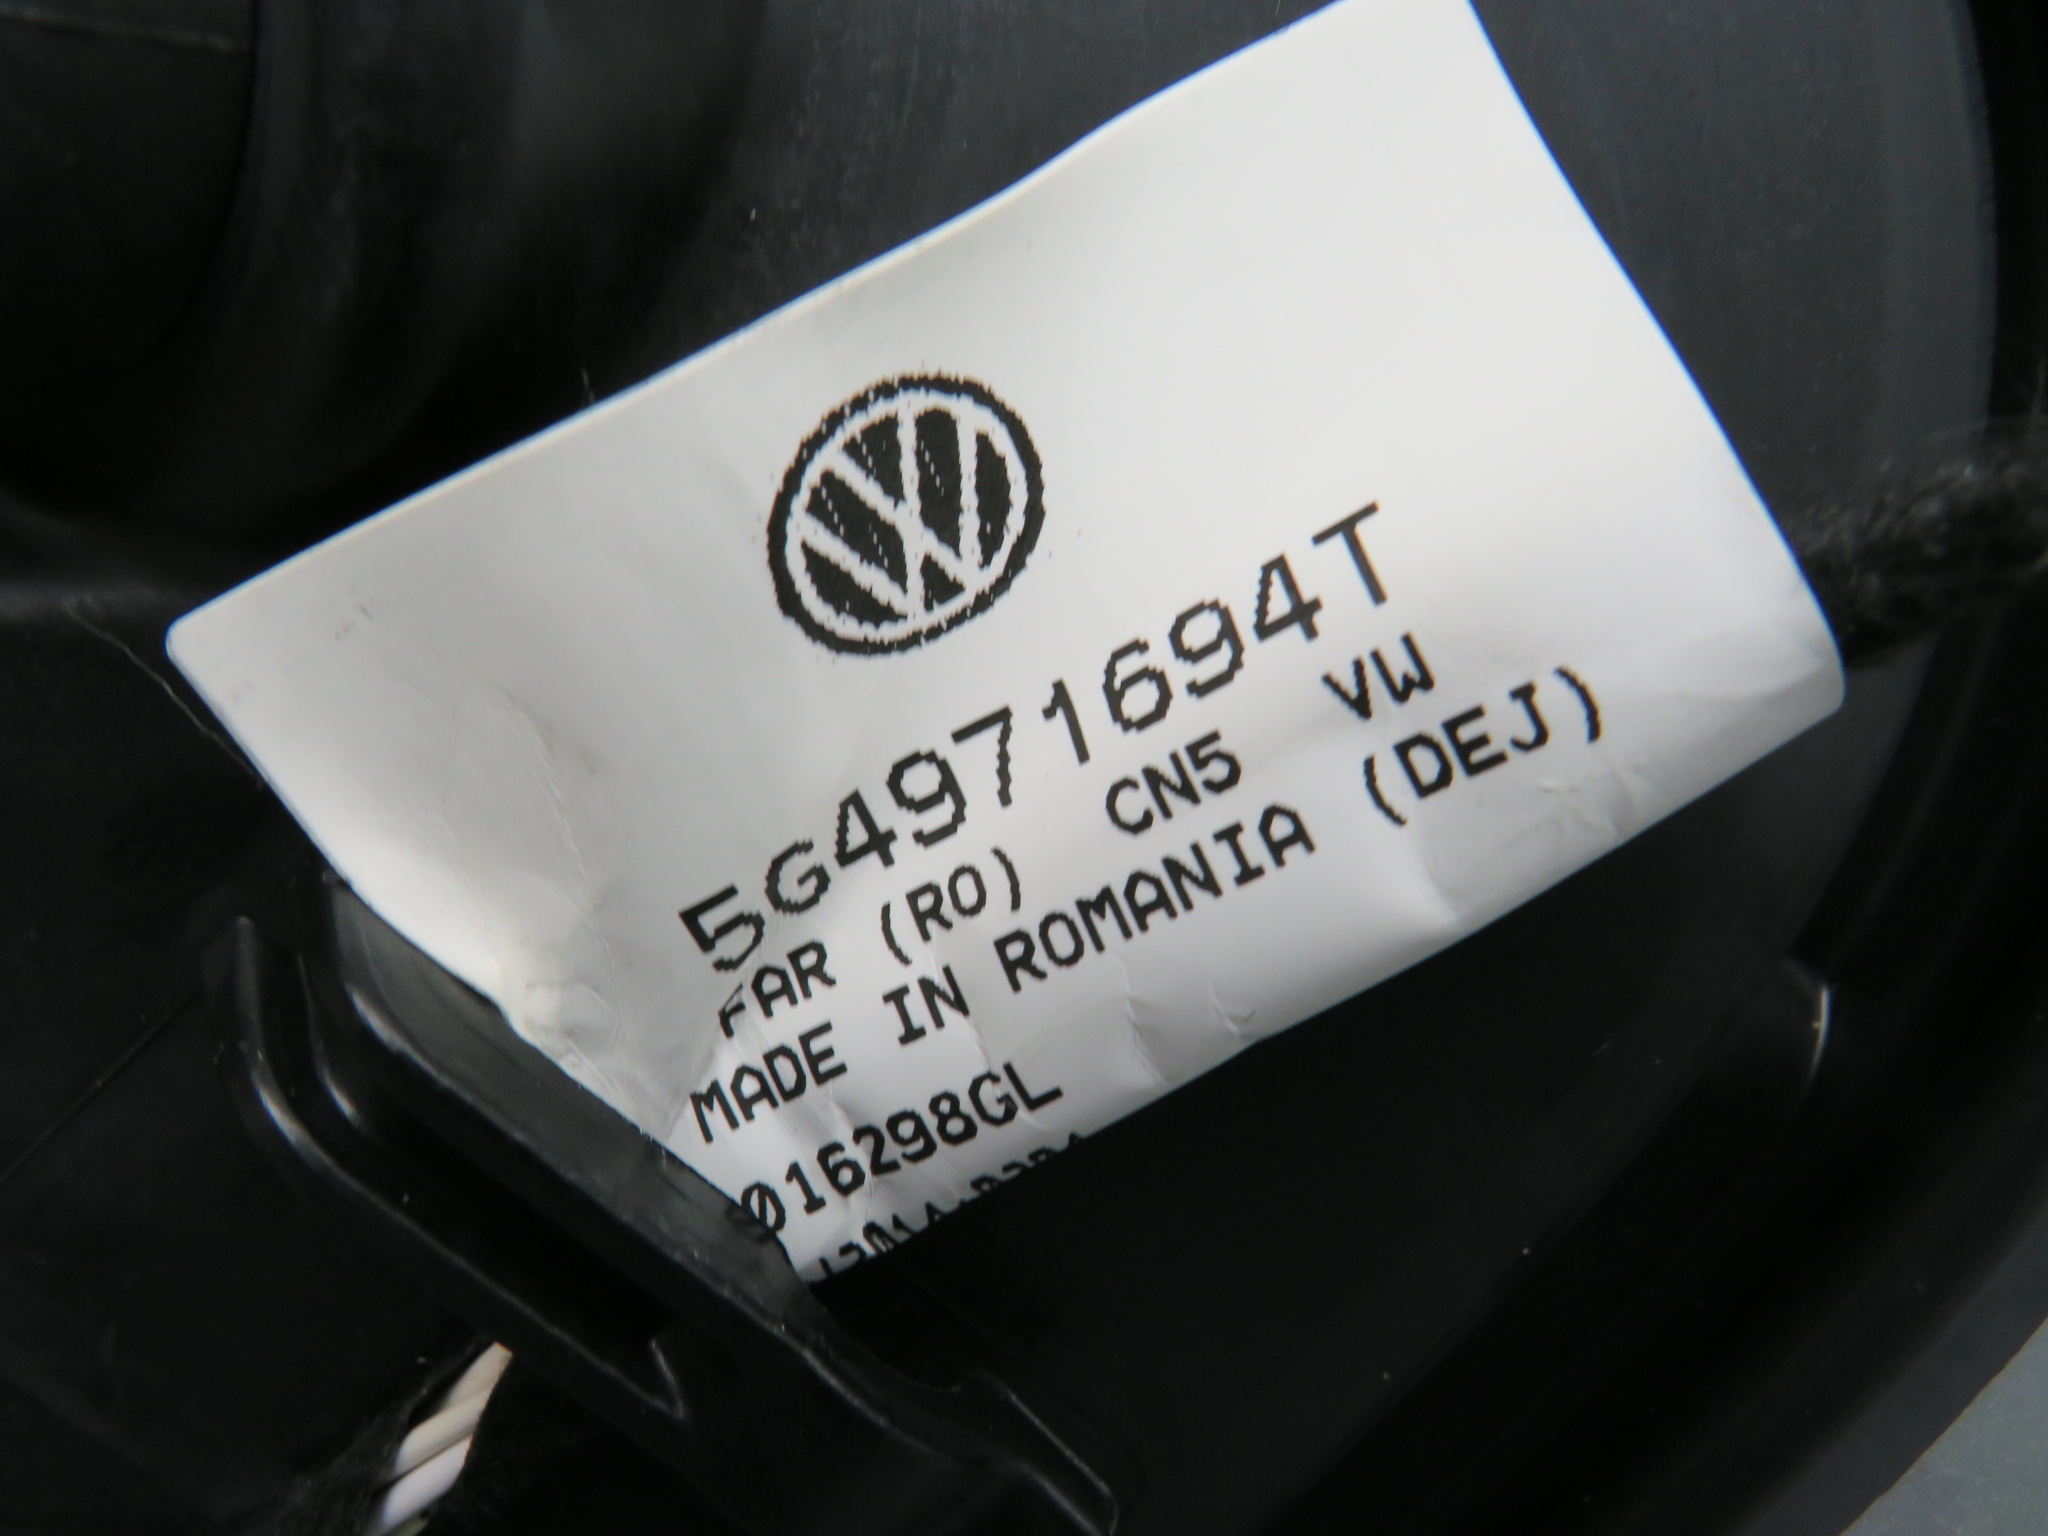 5G4971694T
FAR (RO) CN5 VW
MADE IN ROMANIA (DEJ)
016298GL